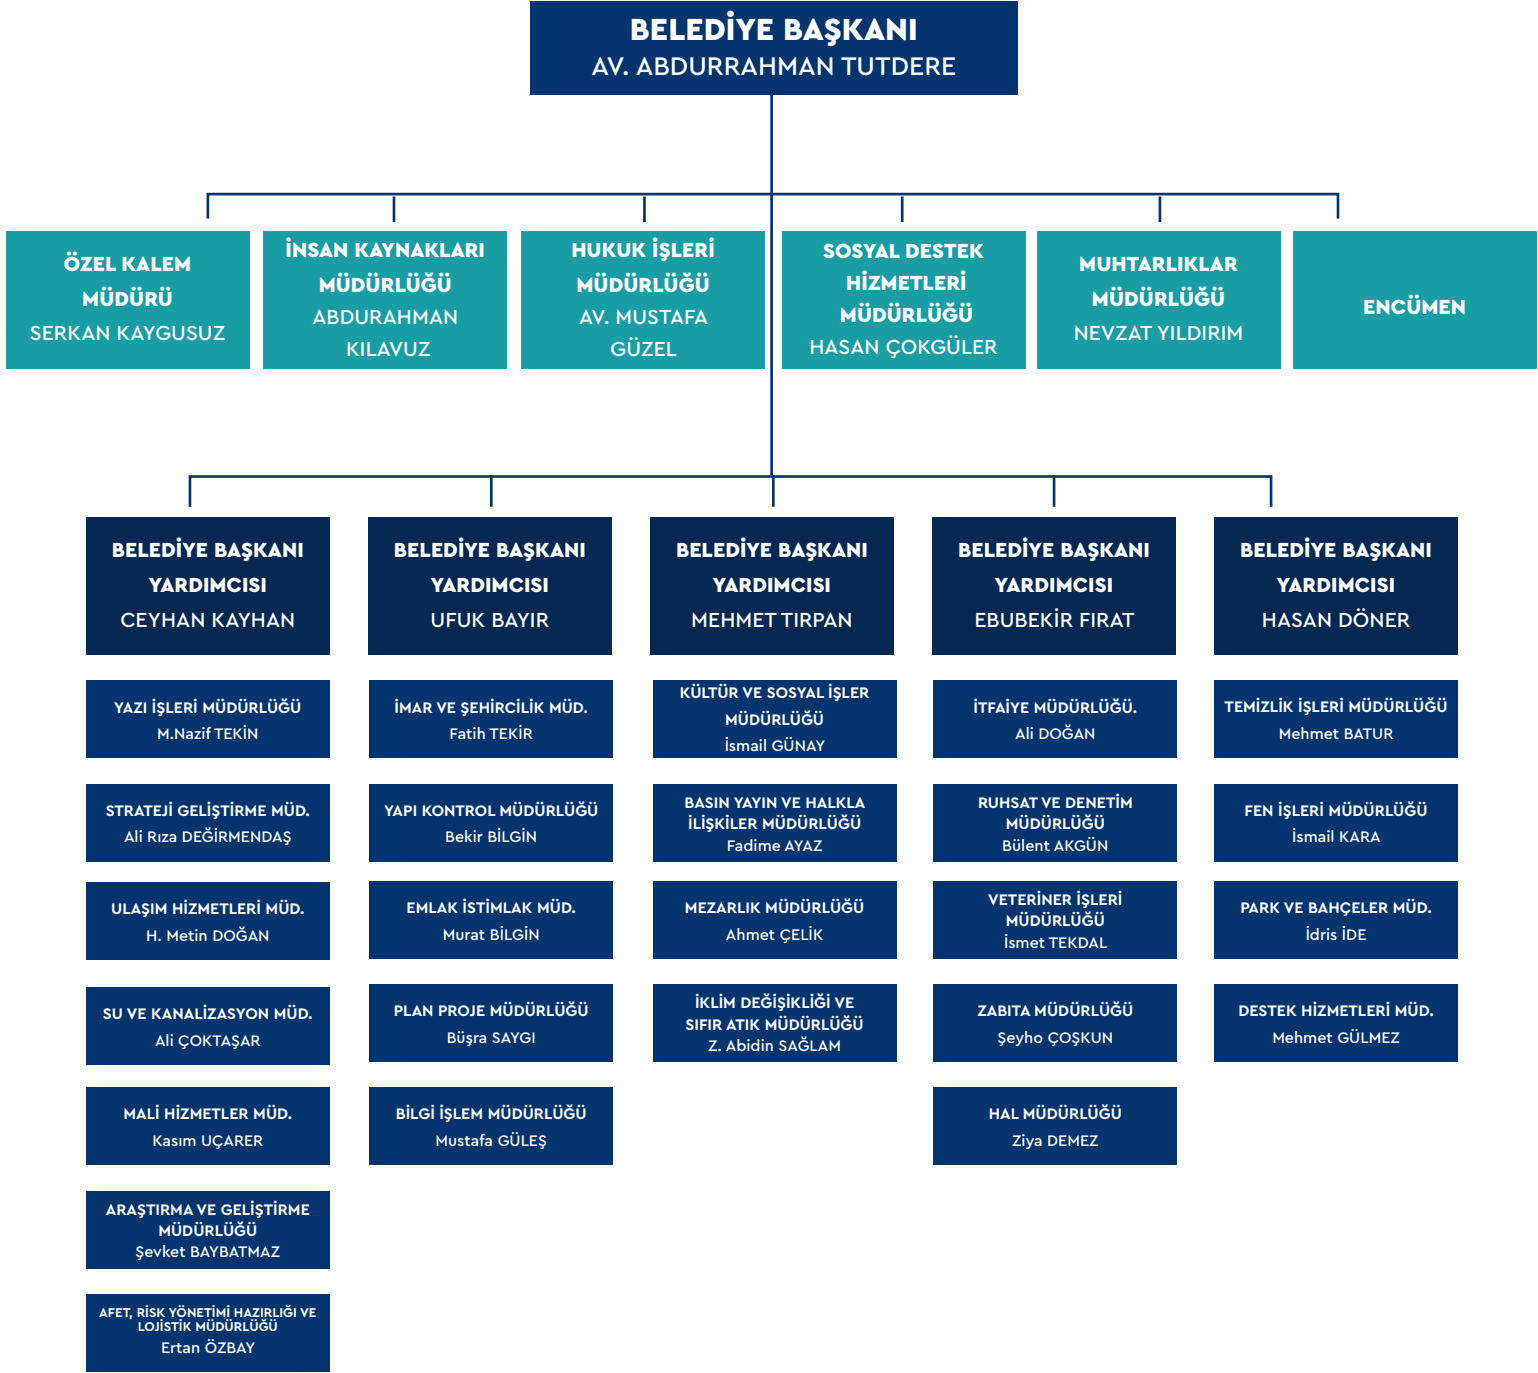 BELEDİYE BAŞKANI
AV. ABDURRAHMAN TUTDERE
ÖZEL KALEM
MÜDÜRÜ
SERKAN KAYGUSUZ
İNSAN KAYNAKLARI
MÜDÜRLÜĞÜ
ABDURAHMAN
KILAVUZ
HUKUK İŞLERİ
MÜDÜRLÜĞÜ
AV. MUSTAFA
GÜZEL
SOSYAL DESTEK
HİZMETLERİ
MÜDÜRLÜĞÜ
HASAN ÇOKGÜLER
MUHTARLIKLAR
MÜDÜRLÜĞÜ
NEVZAT YILDIRIM
ENCÜMEN
BELEDİYE BAŞKANI
YARDIMCISI
CEYHAN KAYHAN
YAZI İŞLERİ MÜDÜRLÜĞÜ
M.Nazif TEKİN
STRATEJİ GELİŞTİRME MÜD.
Ali Rıza DEĞİRMENDAŞ
ULAŞIM HİZMETLERİ MÜD.
H. Metin DOĞAN
SU VE KANALİZASYON MÜD.
Ali ÇOKTAŞAR
MALİ HİZMETLER MÜD.
Kasım UÇARER
ARAŞTIRMA VE GELİŞTİRME
MÜDÜRLÜĞÜ
Şevket BAYBATMAZ
AFET, RİSK YÖNETİMİ HAZIRLIĞI VE
LOJİSTİK MÜDÜRLÜĞÜ
Ertan ÖZBAY
BELEDİYE BAŞKANI
YARDIMCISI
UFUK BAYIR
İMAR VE ŞEHİRCİLİK MÜD.
Fatih TEKİR
YAPI KONTROL MÜDÜRLÜĞÜ
Bekir BİLGİN
EMLAK İSTİMLAK MÜD.
Murat BİLGİN
PLAN PROJE MÜDÜRLÜĞÜ
Büşra SAYGI
BİLGİ İŞLEM MÜDÜRLÜĞÜ
Mustafa GÜLEŞ
BELEDİYE BAŞKANI
YARDIMCISI
MEHMET TIRPAN
KÜLTÜR VE SOSYAL İŞLER
MÜDÜRLÜĞÜ
İsmail GÜNAY
BASIN YAYIN VE HALKLA
İLİŞKİLER MÜDÜRLÜĞÜ
Fadime AYAZ
MEZARLIK MÜDÜRLÜĞÜ
Ahmet ÇELİK
İKLİM DEĞİŞİKLİĞİ VE
SIFIR ATIK MÜDÜRLÜĞÜ
Z. Abidin SAĞLAM
BELEDİYE BAŞKANI
YARDIMCISI
EBUBEKİR FIRAT
İTFAİYE MÜDÜRLÜĞÜ.
Ali DOĞAN
RUHSAT VE DENETİM
MÜDÜRLÜĞÜ
Bülent AKGÜN
VETERİNER İŞLERİ
MÜDÜRLÜĞÜ
İsmet TEKDAL
ZABITA MÜDÜRLÜĞÜ
Şeyho ÇOŞKUN
HAL MÜDÜRLÜĞÜ
Ziya DEMEZ
BELEDİYE BAŞKANI
YARDIMCISI
HASAN DÖNER
TEMİZLİK İŞLERİ MÜDÜRLÜĞÜ
Mehmet BATUR
FEN İŞLERİ MÜDÜRLÜĞÜ
İsmail KARA
PARK VE BAHÇELER MÜD.
İdris İDE
DESTEK HİZMETLERİ MÜD.
Mehmet GÜLMEZ